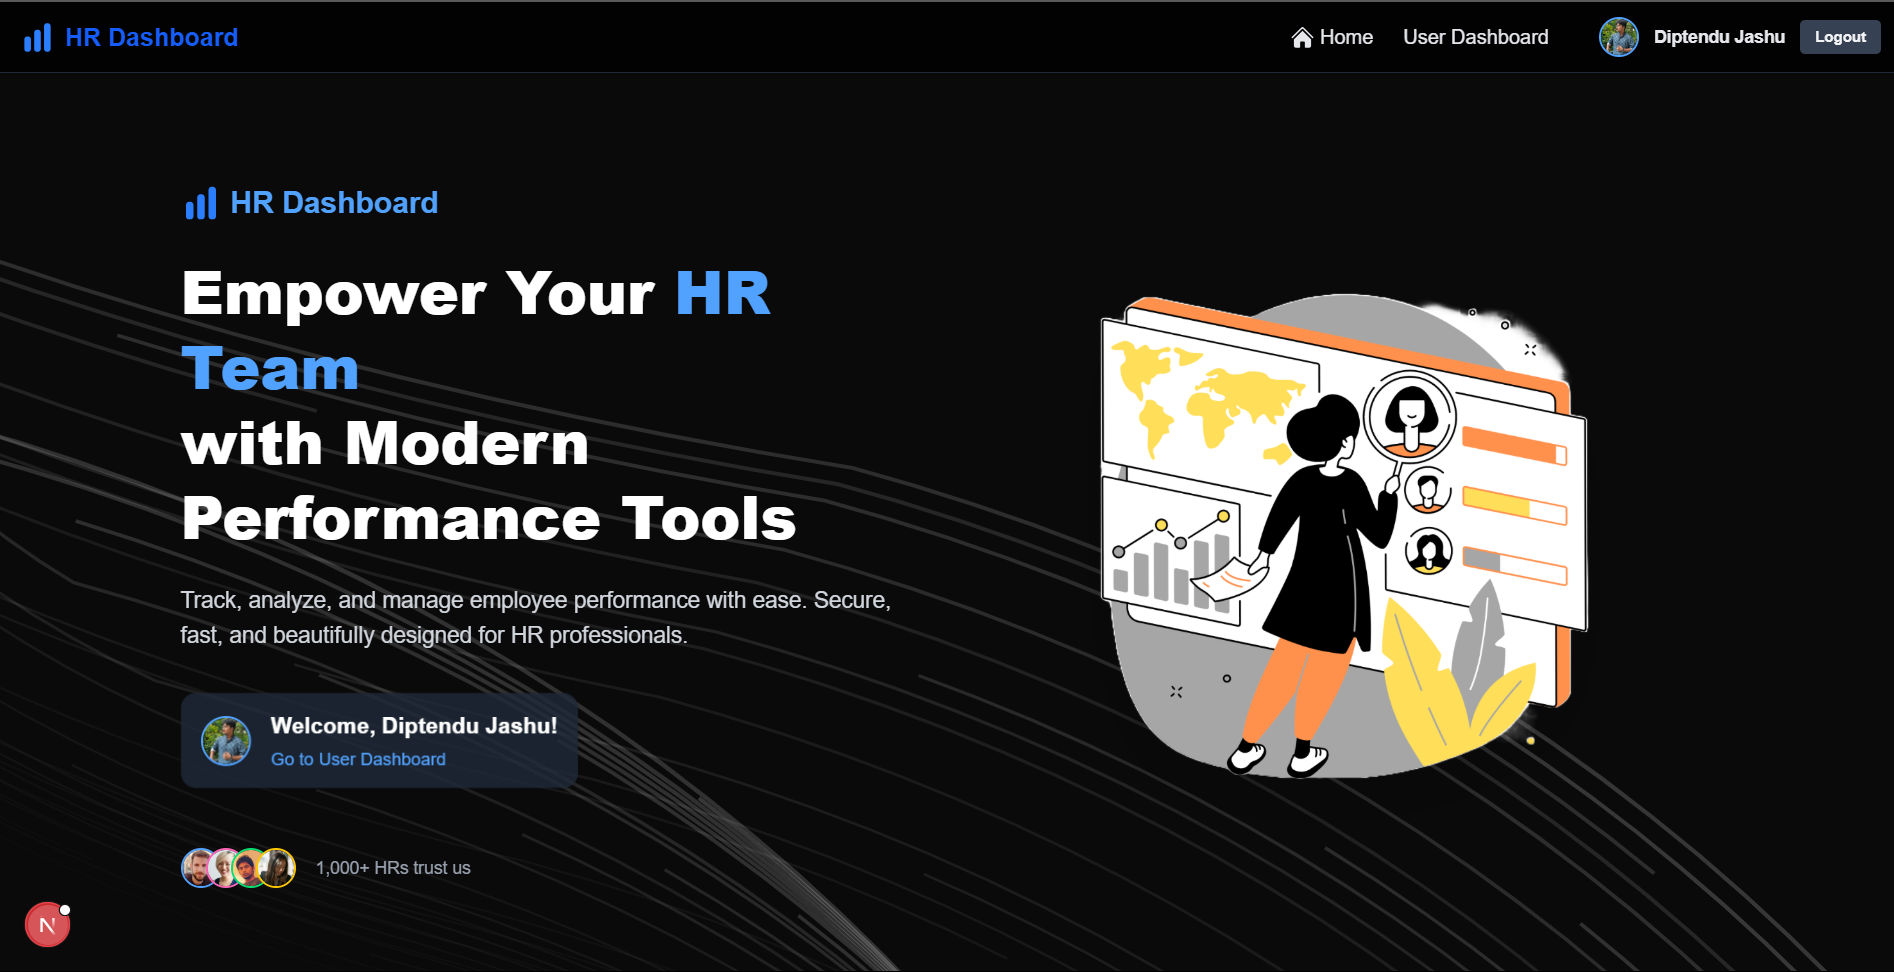 HR Dashboard
Home
User Dashboard
Diptendu Jashu
Logout
HR Dashboard
Empower Your HR
Team
with Modern
Performance Tools
Track, analyze, and manage employee performance with ease. Secure,
fast, and beautifully designed for HR professionals.
Welcome, Diptendu Jashu!
Go to User Dashboard
1,000+ HRs trust us
N